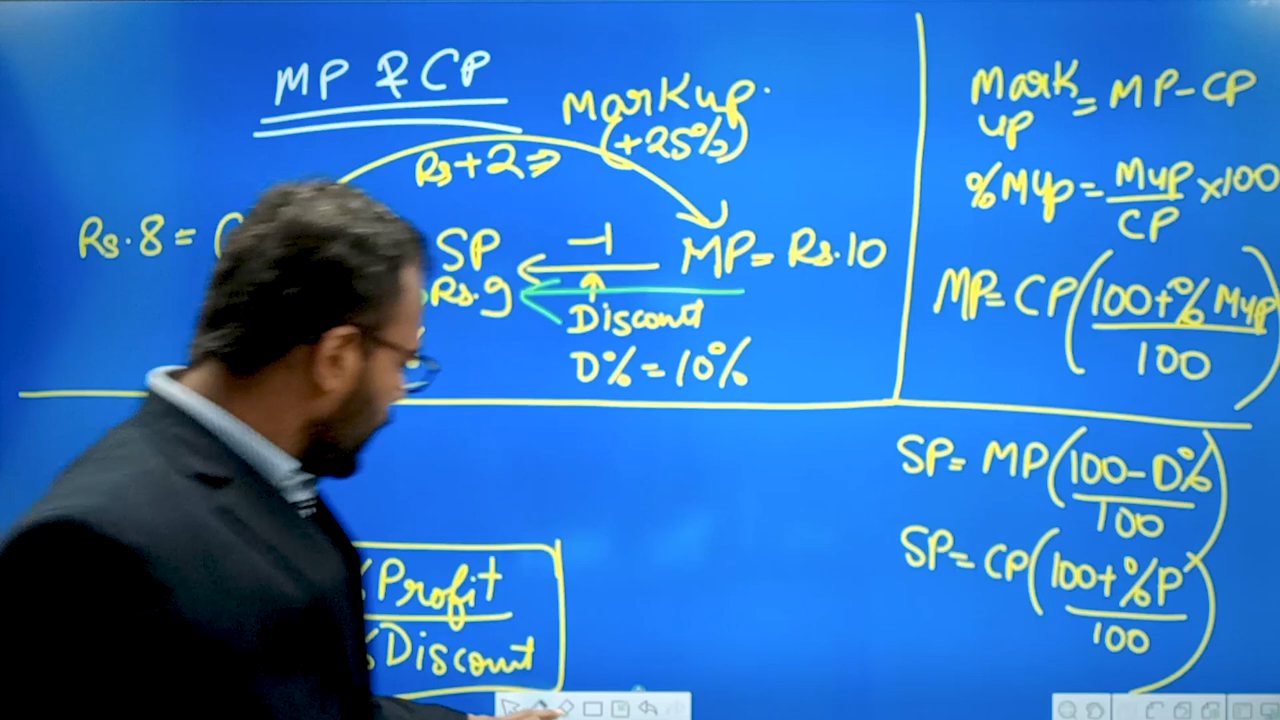 MP & CP
Markup.
(+25%)
Rs+2⇒
Rs.8 =
SP
-1
MP= Rs.10
Rs.9
Discount
D%=10%
Mark up = MP-CP
%Mup = Mup/CP ×100
MP= CP(100+% Mup/100)
SP= MP(100-D%/100)
SP= CP(100+%P/100)
Profit
%Discount